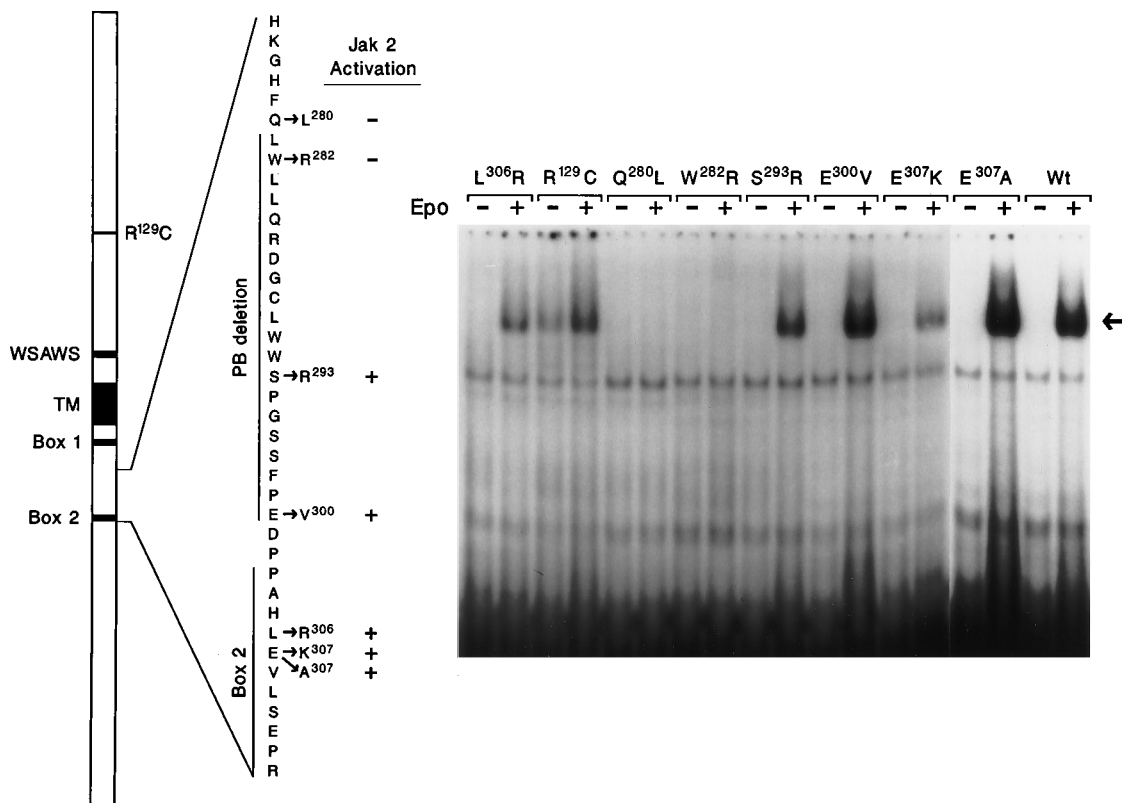 R¹²⁹C
WSAWS
TM
Box 1
Box 2
Jak 2
Activation
H
K
G
H
F
Q→L²⁸⁰ –
L
W→R²⁸² –
L
L
Q
R
D
G
C
L
W
W
S→R²⁹³ +
P
G
S
S
F
P
E→V³⁰⁰ +
D
P
P
A
H
L→R³⁰⁶ +
E→K³⁰⁷ +
V↘A³⁰⁷ +
L
S
E
P
R
PB deletion
Box 2
L³⁰⁶R R¹²⁹C Q²⁸⁰L W²⁸²R S²⁹³R E³⁰⁰V E³⁰⁷K E³⁰⁷A Wt
Epo – + – + – + – + – + – + – + – + – +
←